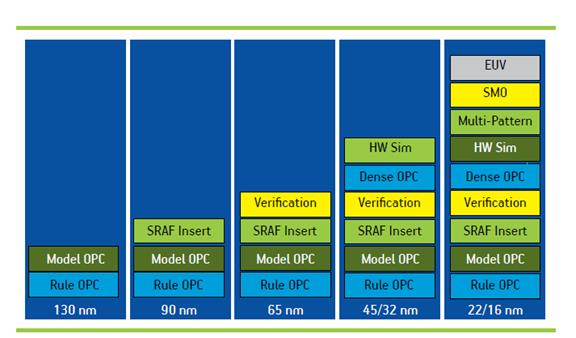 Model OPC
Rule OPC
130 nm
SRAF Insert
Model OPC
Rule OPC
90 nm
Verification
SRAF Insert
Model OPC
Rule OPC
65 nm
HW Sim
Dense OPC
Verification
SRAF Insert
Model OPC
Rule OPC
45/32 nm
EUV
SMO
Multi-Pattern
HW Sim
Dense OPC
Verification
SRAF Insert
Model OPC
Rule OPC
22/16 nm